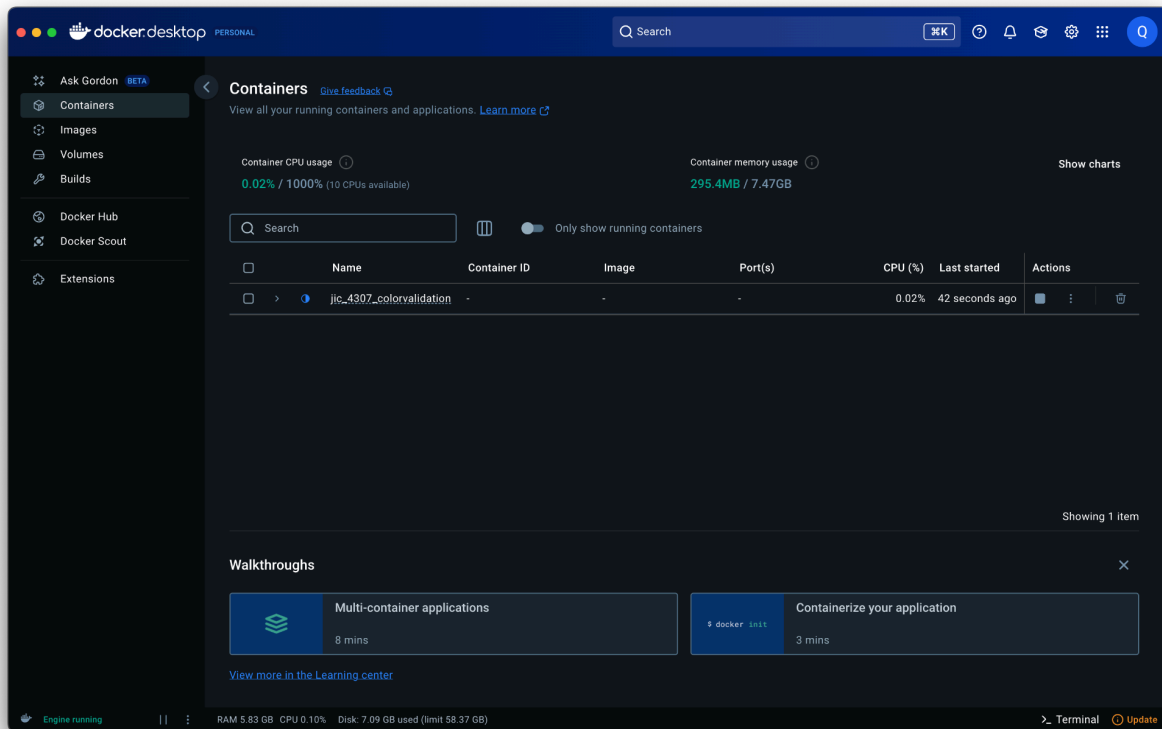 docker.desktop PERSONAL
Search
⌘K
Q
Ask Gordon BETA
Containers
Images
Volumes
Builds
Docker Hub
Docker Scout
Extensions
Containers Give feedback
View all your running containers and applications. Learn more
Container CPU usage
0.02% / 1000% (10 CPUs available)
Container memory usage
295.4MB / 7.47GB
Show charts
Search
Only show running containers
Name Container ID Image Port(s) CPU (%) Last started Actions
jic_4307_colorvalidation - - - 0.02% 42 seconds ago
Showing 1 item
Walkthroughs
Multi-container applications
8 mins
$ docker init
Containerize your application
3 mins
View more in the Learning center
Engine running
RAM 5.83 GB CPU 0.10% Disk: 7.09 GB used (limit 58.37 GB)
>_ Terminal
Update